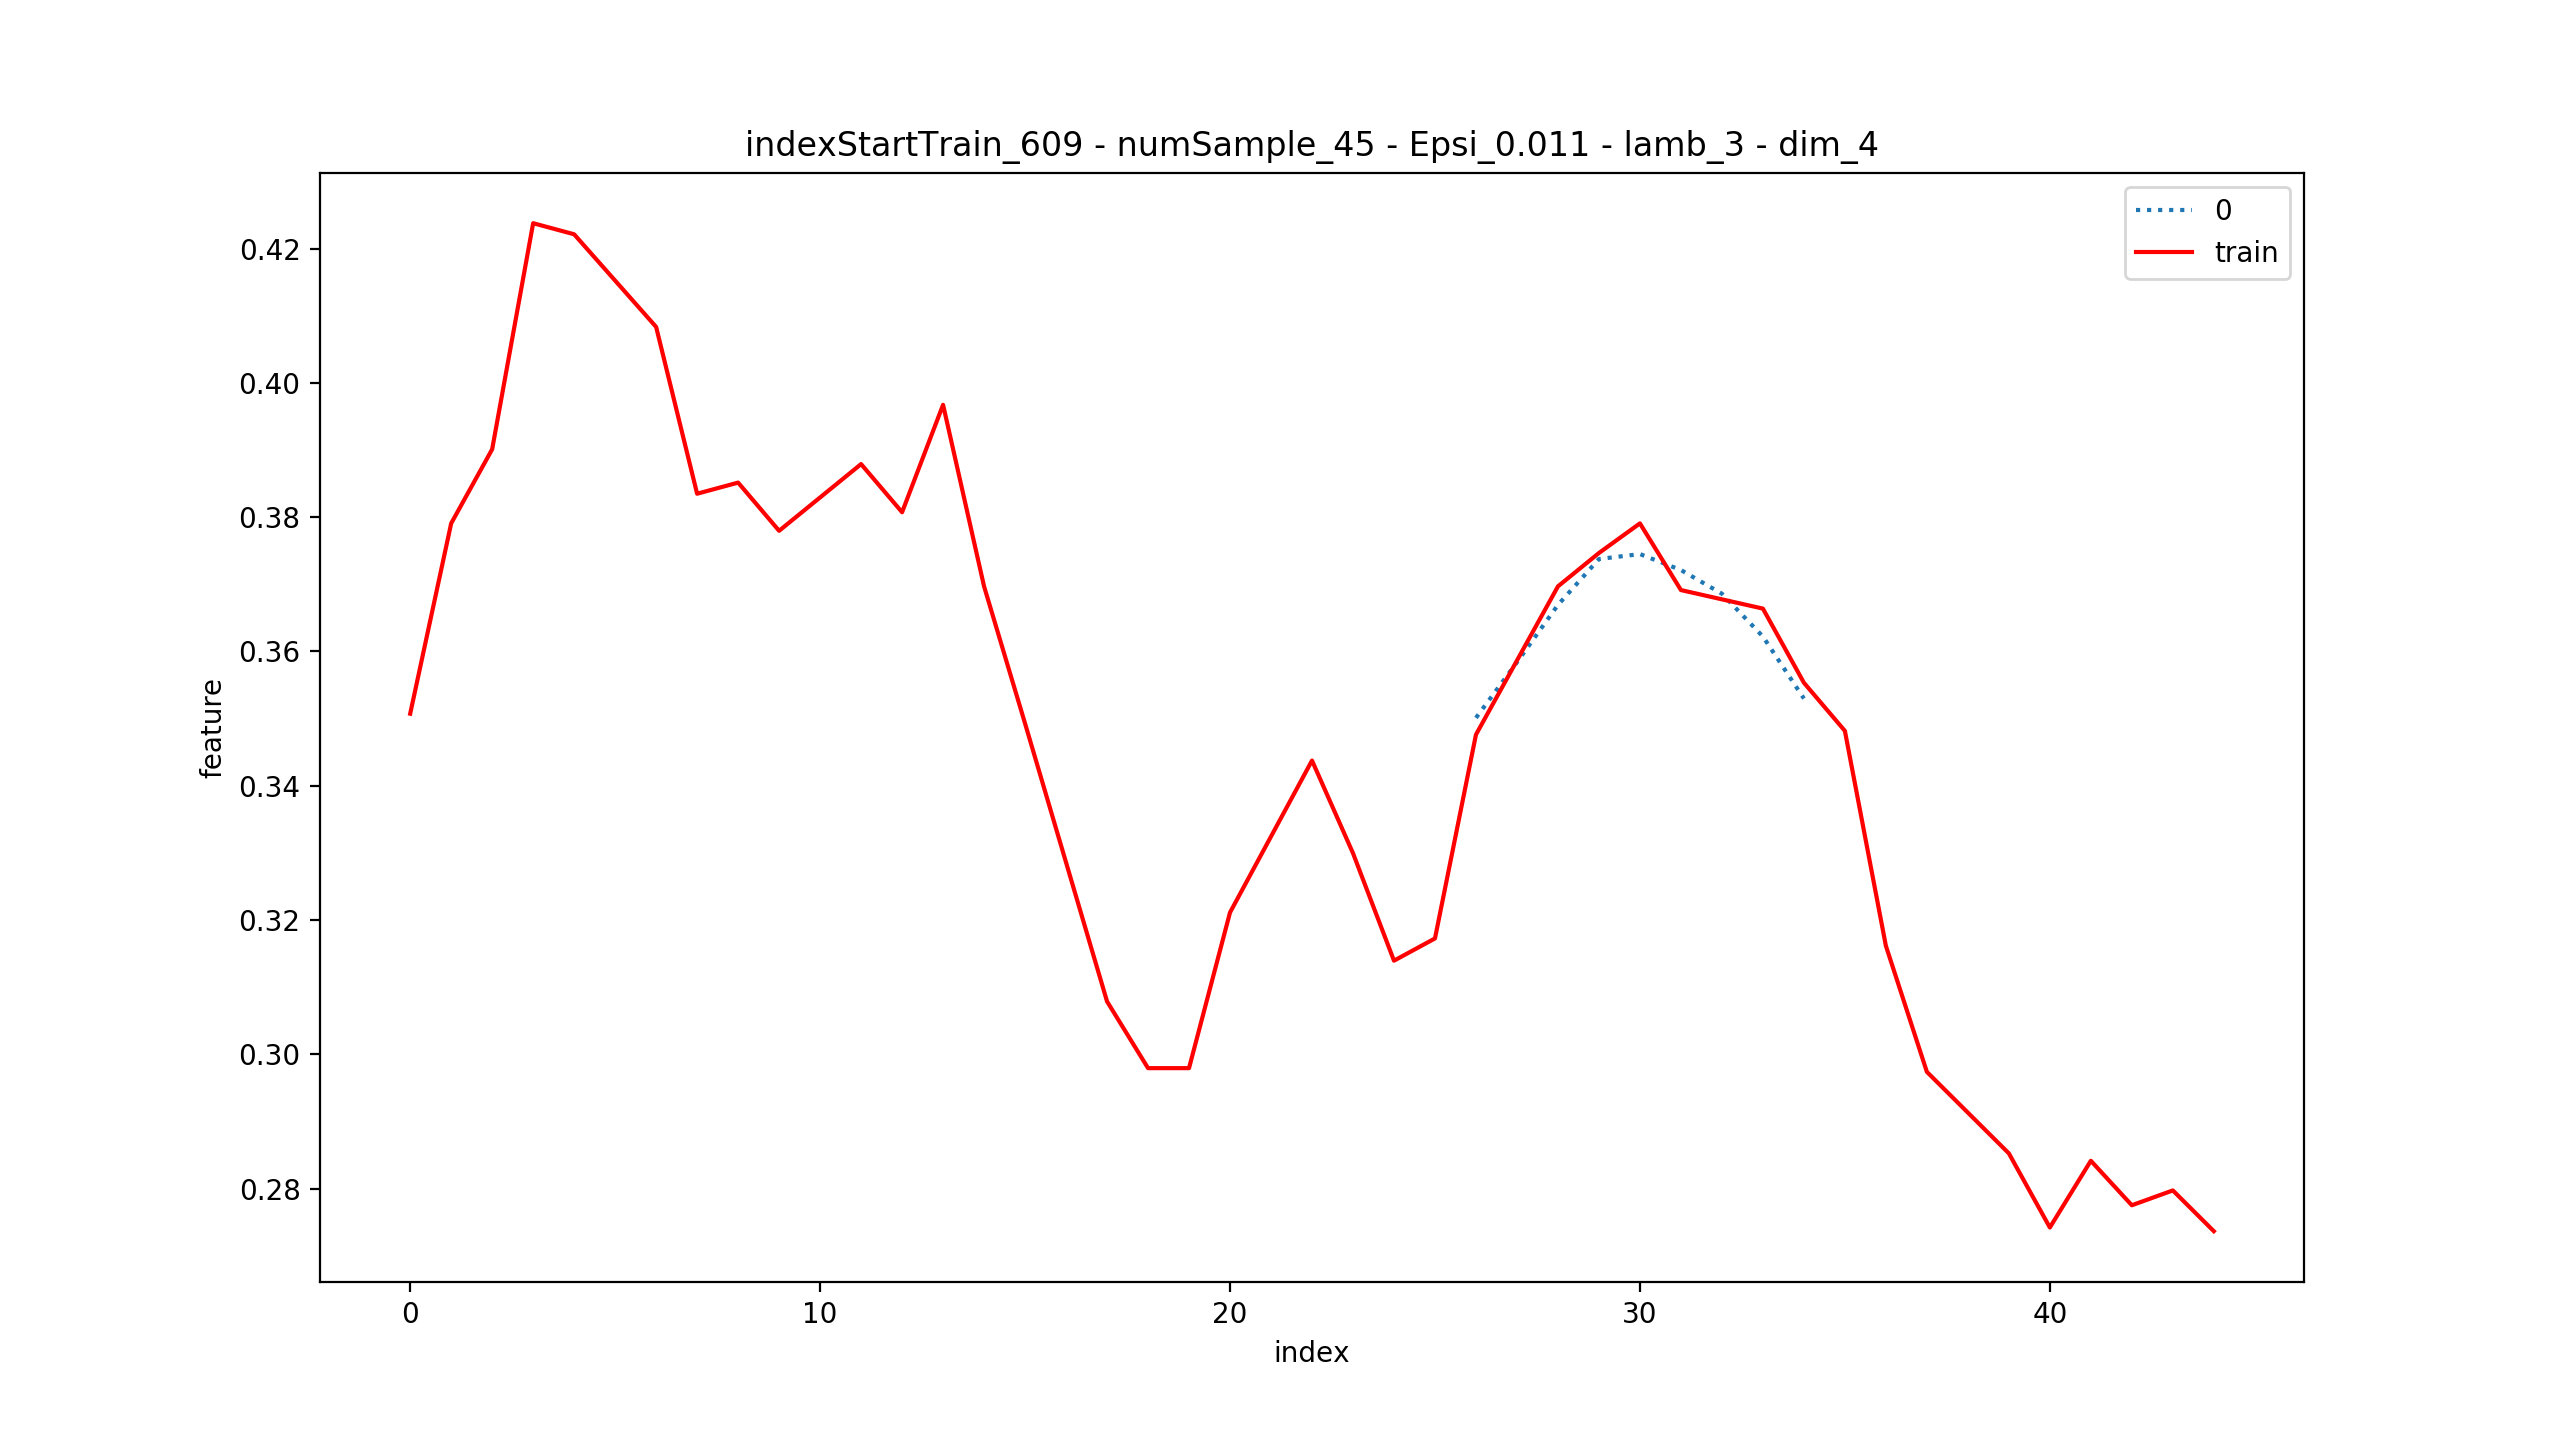 indexStartTrain_609 - numSample_45 - Epsi_0.011 - lamb_3 - dim_4
0
train
0.42
0.40
0.38
0.36
0.34
0.32
0.30
0.28
feature
0 10 20 30 40
index